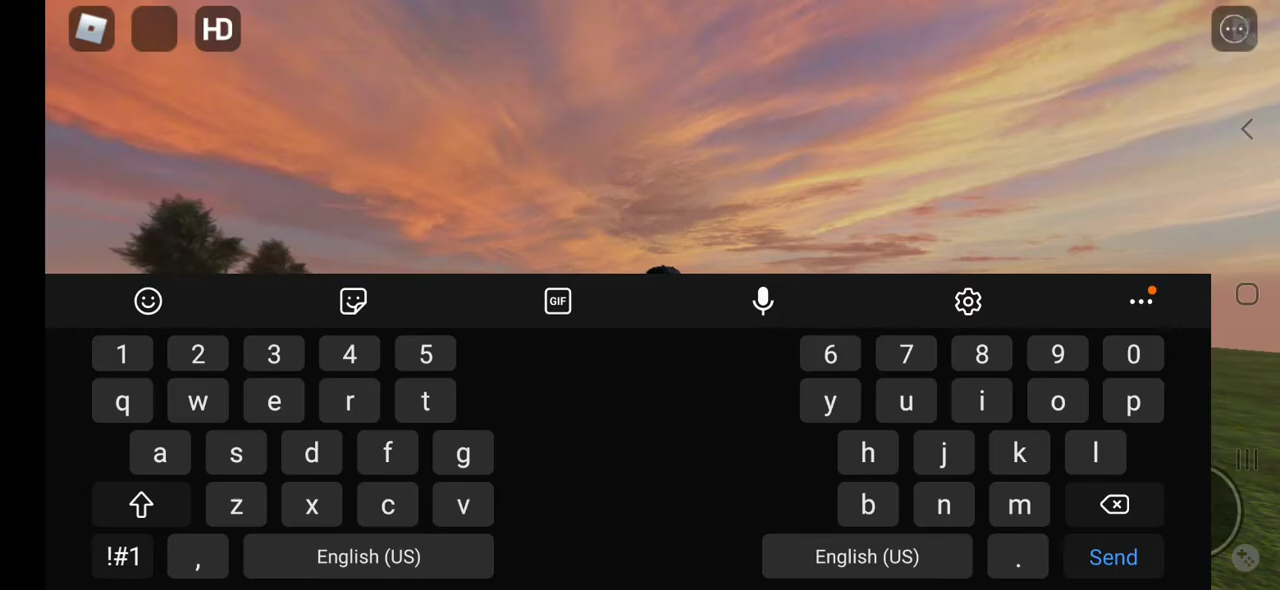 HD
GIF
1 2 3 4 5 6 7 8 9 0
q w e r t y u i o p
a s d f g h j k l
z x c v b n m
!#1 , English (US) English (US) . Send